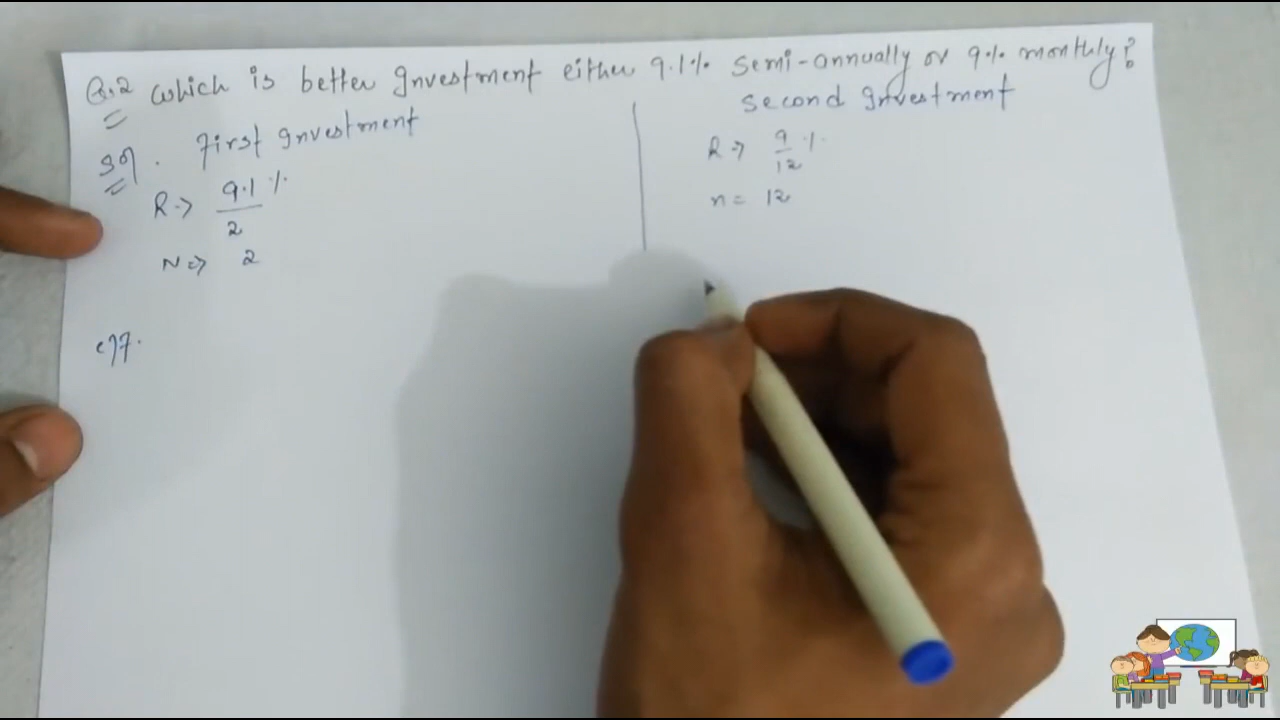 Q.2 which is better Investment either 9.1% semi-annually or 9% monthly?
Sol. First Investment
R → 9.1/2 %
N ⇒ 2
Second Investment
R ⇒ 9/12 %
n = 12